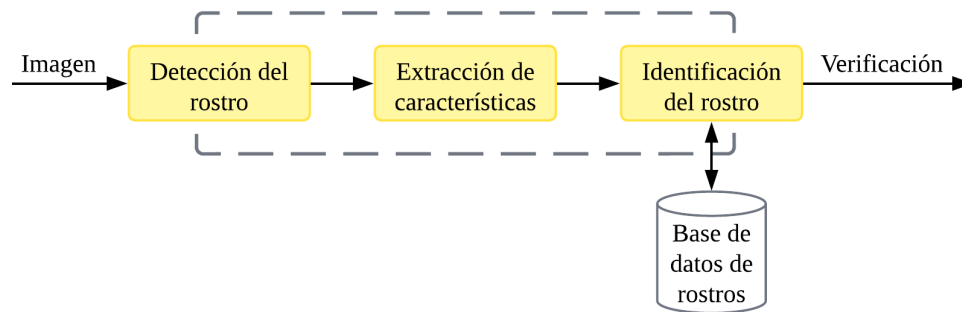 Imagen
Detección del
rostro
Extracción de
características
Identificación
del rostro
Verificación
Base de
datos de
rostros